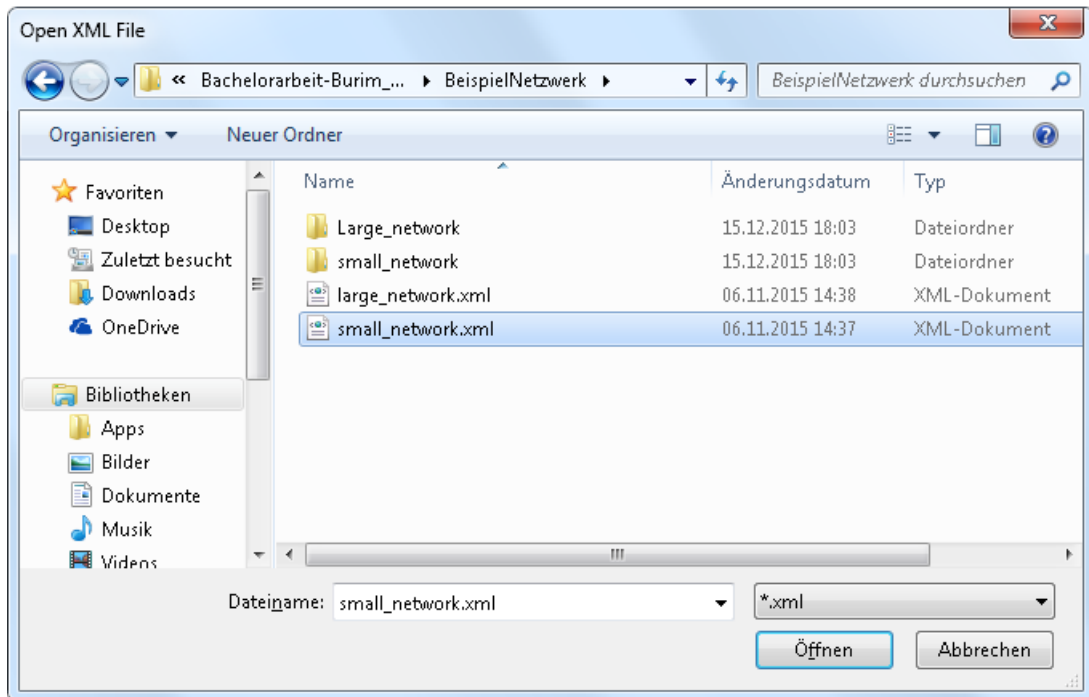 Open XML File
« Bachelorarbeit-Burim_... BeispielNetzwerk BeispielNetzwerk durchsuchen
Organisieren Neuer Ordner
Name Änderungsdatum Typ
Favoriten
Desktop
Zuletzt besucht
Downloads
OneDrive
Bibliotheken
Apps
Bilder
Dokumente
Musik
Videos
Large_network 15.12.2015 18:03 Dateiordner
small_network 15.12.2015 18:03 Dateiordner
large_network.xml 06.11.2015 14:38 XML-Dokument
small_network.xml 06.11.2015 14:37 XML-Dokument
Dateiname: small_network.xml *.xml
Öffnen Abbrechen